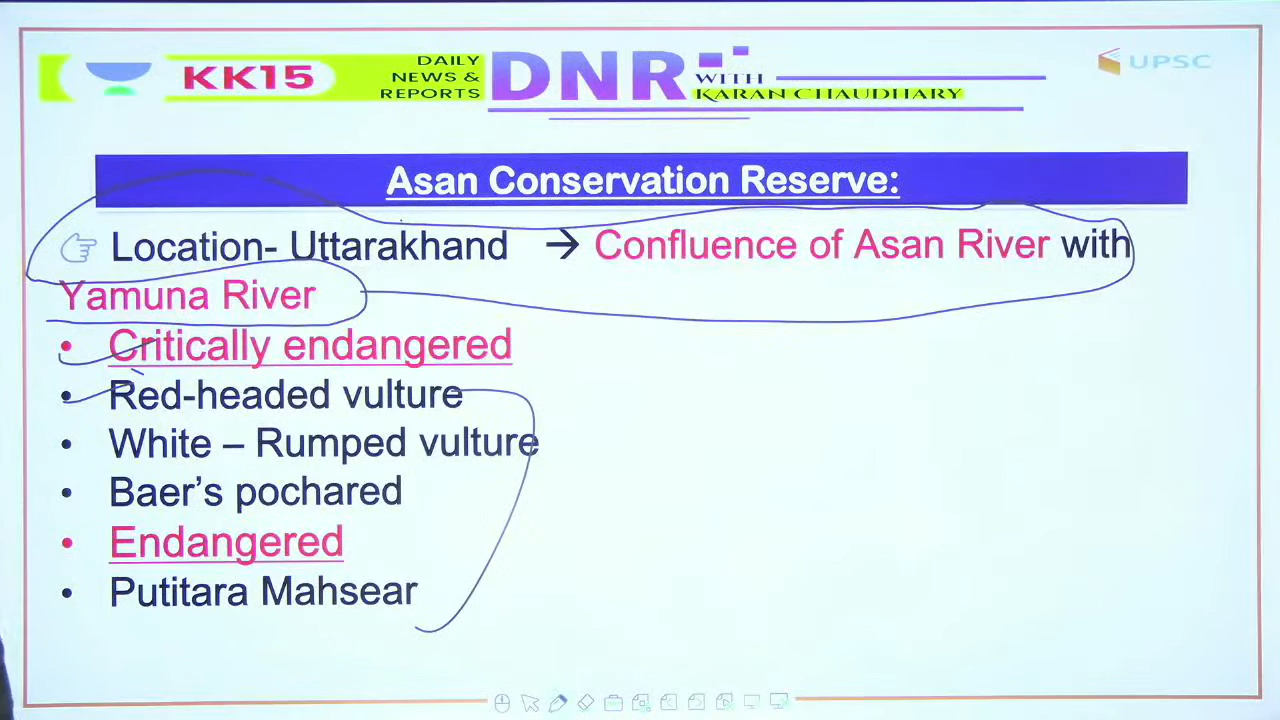 KK15
DAILY
NEWS &
REPORTS
DNR
WITH
KARAN CHAUDHARY
UPSC
Asan Conservation Reserve:
Location- Uttarakhand → Confluence of Asan River with
Yamuna River
• Critically endangered
• Red-headed vulture
• White – Rumped vulture
• Baer's pochared
• Endangered
• Putitara Mahsear